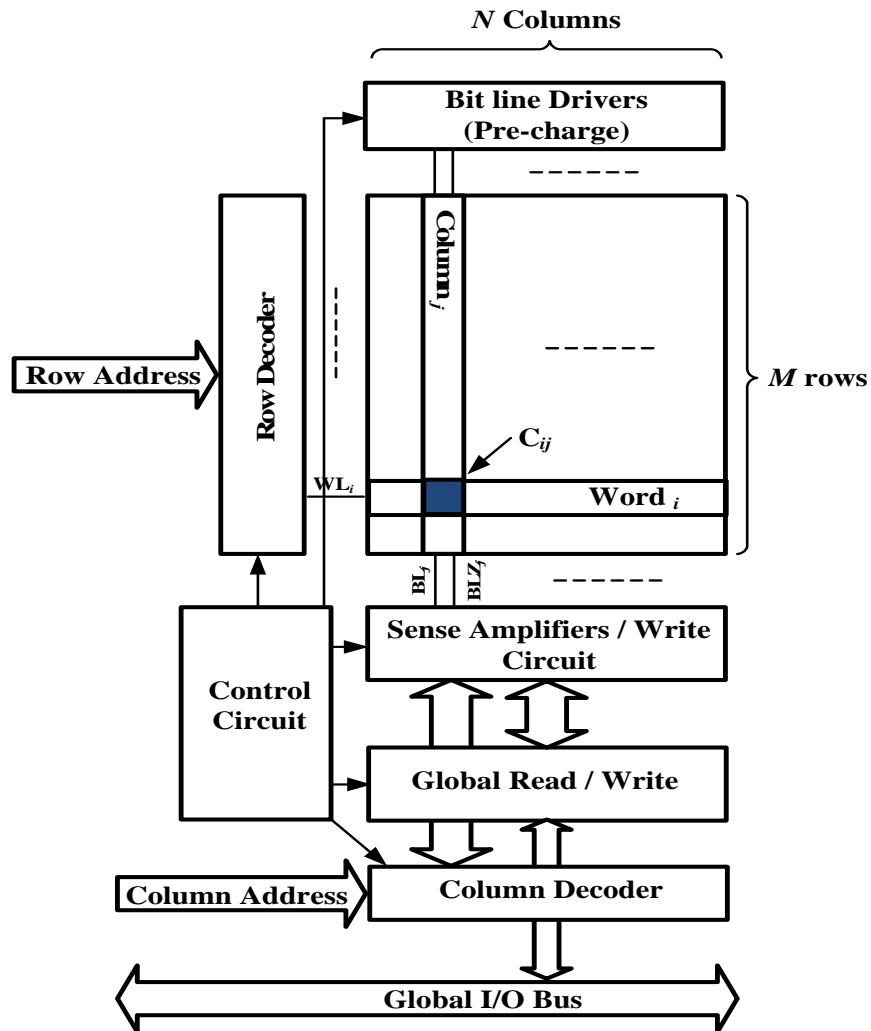 N Columns
Bit line Drivers
(Pre-charge)
Column j
Row Decoder
Row Address
M rows
C ij
WL i
Word i
BL j
BLZ j
Sense Amplifiers / Write
Circuit
Control
Circuit
Global Read / Write
Column Address
Column Decoder
Global I/O Bus